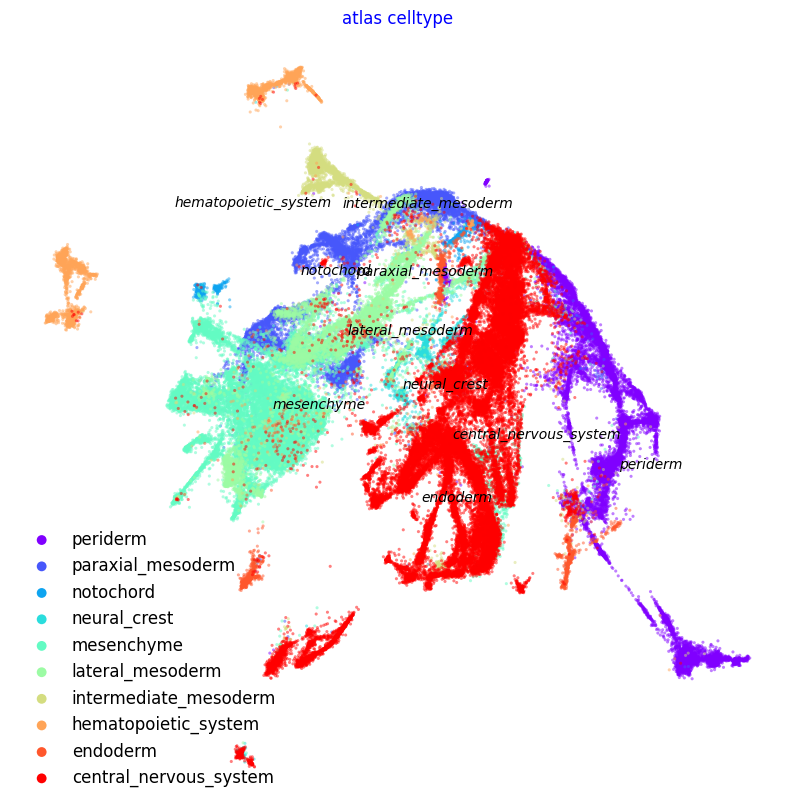 atlas celltype
hematopoietic_system
intermediate_mesoderm
notochord
paraxial_mesoderm
lateral_mesoderm
neural_crest
mesenchyme
central_nervous_system
periderm
endoderm
periderm
paraxial_mesoderm
notochord
neural_crest
mesenchyme
lateral_mesoderm
intermediate_mesoderm
hematopoietic_system
endoderm
central_nervous_system